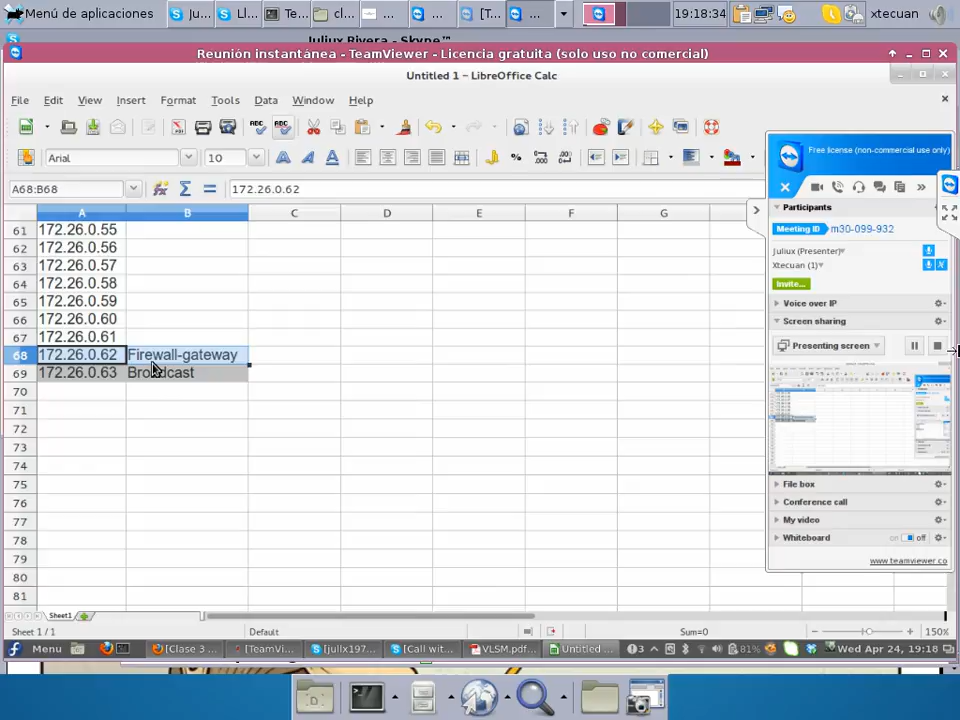 Menú de aplicaciones
Ju...
Ll...
Te...
cl...
...
...
[T...
...
19:18:34
xtecuan
Juliux Rivera - Skype™
Reunión instantánea - TeamViewer - Licencia gratuita (solo uso no comercial)
Untitled 1 – LibreOffice Calc
File Edit View Insert Format Tools Data Window Help
Arial 10
A68:B68 172.26.0.62
A B C D E F G
61 172.26.0.55
62 172.26.0.56
63 172.26.0.57
64 172.26.0.58
65 172.26.0.59
66 172.26.0.60
67 172.26.0.61
68 172.26.0.62 Firewall-gateway
69 172.26.0.63 Broadcast
70
71
72
73
74
75
76
77
78
79
80
81
Sheet1
Sheet 1 / 1 Default Sum=0 150%
Free license (non-commercial use only)
Participants
Meeting ID m30-099-932
Juliux (Presenter)
Xtecuan (1)
Invite...
Voice over IP
Screen sharing
Presenting screen
File box
Conference call
My video
Whiteboard on off
www.teamviewer.co
Menu [Clase 3 ... [TeamVi... [julix197... [Call wit... VLSM.pdf... Untitled ... 3 81% Wed Apr 24, 19:18